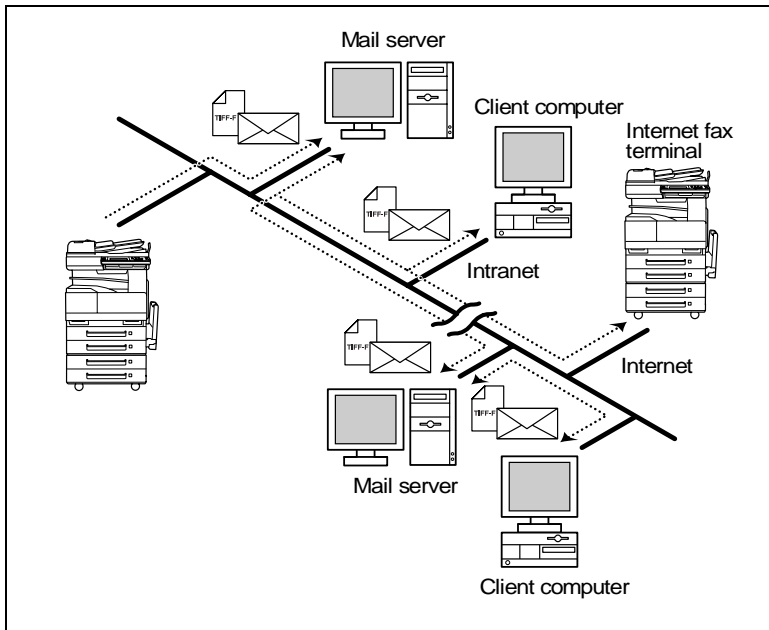 Mail server
TIFF-F
Client computer
Internet fax
terminal
TIFF-F
Intranet
TIFF-F
Internet
TIFF-F
Mail server
Client computer